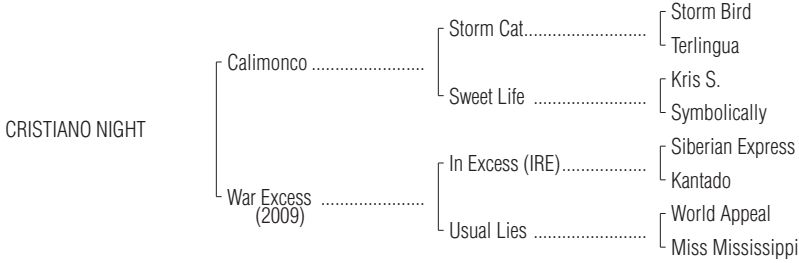 Storm Bird
Storm Cat..........................
Terlingua
Calimonco ........................
Kris S.
Sweet Life ........................
Symbolically
CRISTIANO NIGHT
Siberian Express
In Excess (IRE)..................
Kantado
War Excess ......................
(2009)
World Appeal
Usual Lies ........................
Miss Mississippi